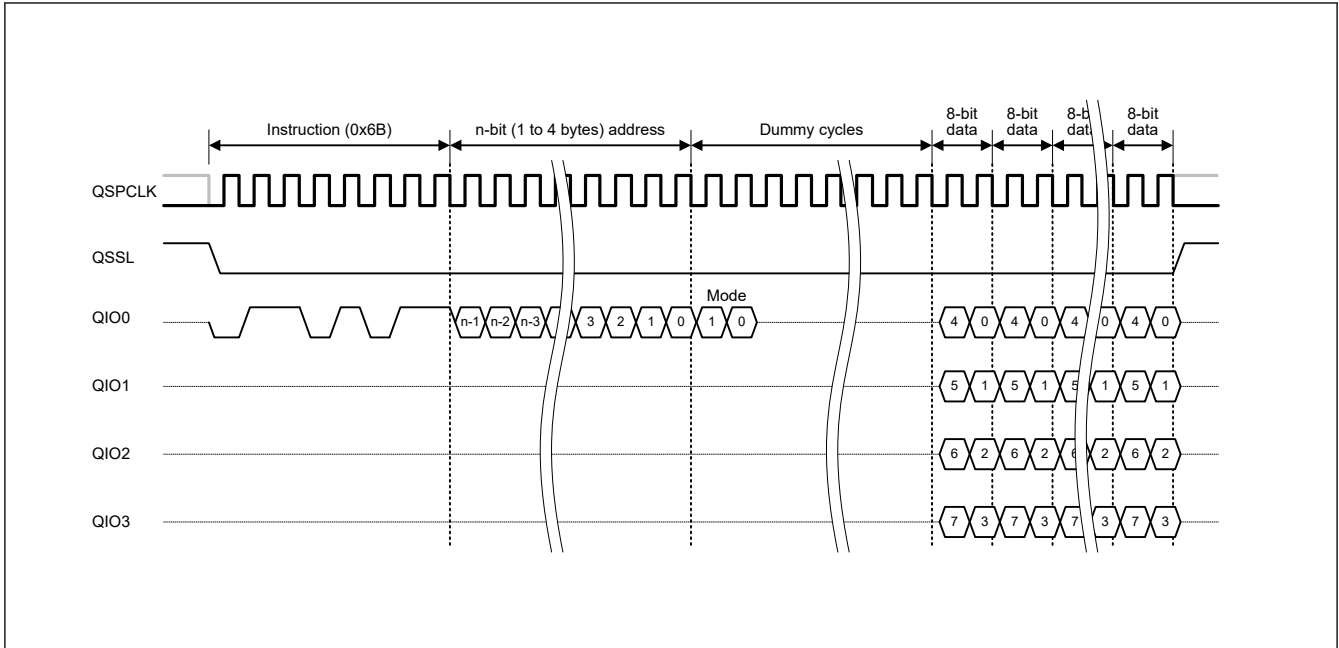 8-bit data 8-bit data 8-b dat 8-bit data
Instruction (0x6B) n-bit (1 to 4 bytes) address Dummy cycles
QSPCLK
QSSL
Mode
QIO0 n-1 n-2 n-3 3 2 1 0 1 0 4 0 4 0 4 0 4 0
QIO1 5 1 5 1 5 1 5 1
QIO2 6 2 6 2 6 2 6 2
QIO3 7 3 7 3 7 3 7 3